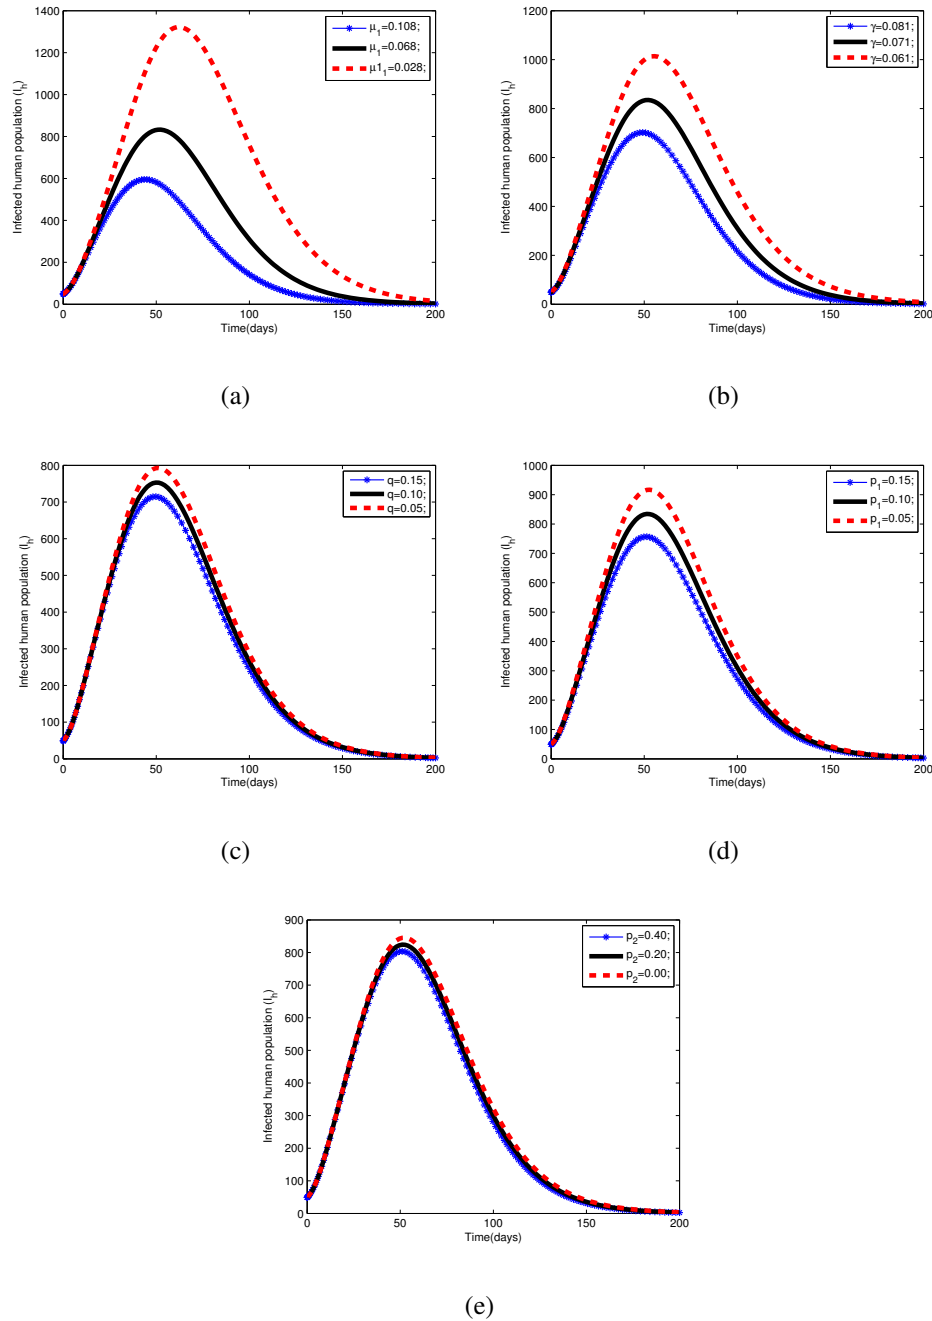 1400
1200
1000
800
600
400
200
0
Infected human population (I_h)
0 50 100 150 200
Time(days)
μ_1=0.108;
μ_1=0.068;
μ1_1=0.028;
(a)
1200
1000
800
600
400
200
0
Infected human population (I_h)
0 50 100 150 200
Time(days)
γ=0.081;
γ=0.071;
γ=0.061;
(b)
800
700
600
500
400
300
200
100
0
Infected human population (I_h)
0 50 100 150 200
Time(days)
q=0.15;
q=0.10;
q=0.05;
(c)
1000
900
800
700
600
500
400
300
200
100
0
Infected human population (I_h)
0 50 100 150 200
Time(days)
p_1=0.15;
p_1=0.10;
p_1=0.05;
(d)
900
800
700
600
500
400
300
200
100
0
Infected human population (I_h)
0 50 100 150 200
Time(days)
p_2=0.40;
p_2=0.20;
p_2=0.00;
(e)